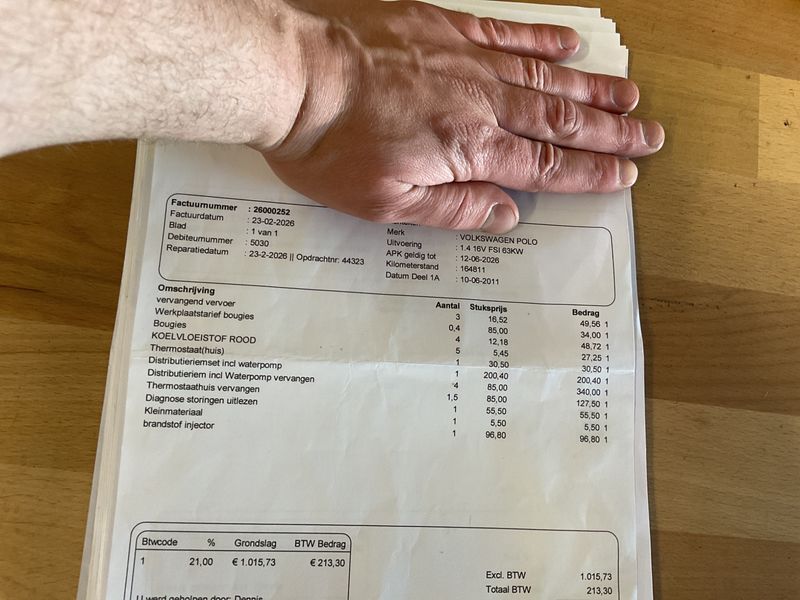 Factuurnummer : 26000252
Factuurdatum : 23-02-2026
Blad : 1 van 1
Debiteurnummer : 5030
Reparatiedatum : 23-2-2026 || Opdrachtnr: 44323
Merk : VOLKSWAGEN POLO
Uitvoering : 1.4 16V FSI 63KW
APK geldig tot : 12-06-2026
Kilometerstand : 164811
Datum Deel 1A : 10-06-2011
Omschrijving Aantal Stuksprijs Bedrag
vervangend vervoer 3 16,52 49,56 1
Werkplaatstarief bougies 0,4 85,00 34,00 1
Bougies 4 12,18 48,72 1
KOELVLOEISTOF ROOD 5 5,45 27,25 1
Thermostaat(huis) 1 30,50 30,50 1
Distributieriemset incl waterpomp 1 200,40 200,40 1
Distributieriem incl Waterpomp vervangen 4 85,00 340,00 1
Thermostaathuis vervangen 1,5 85,00 127,50 1
Diagnose storingen uitlezen 1 55,50 55,50 1
Kleinmateriaal 1 5,50 5,50 1
brandstof injector 1 96,80 96,80 1
Btwcode % Grondslag BTW Bedrag
1 21,00 € 1.015,73 € 213,30
Excl. BTW 1.015,73
Totaal BTW 213,30
U werd geholpen door: Dennis